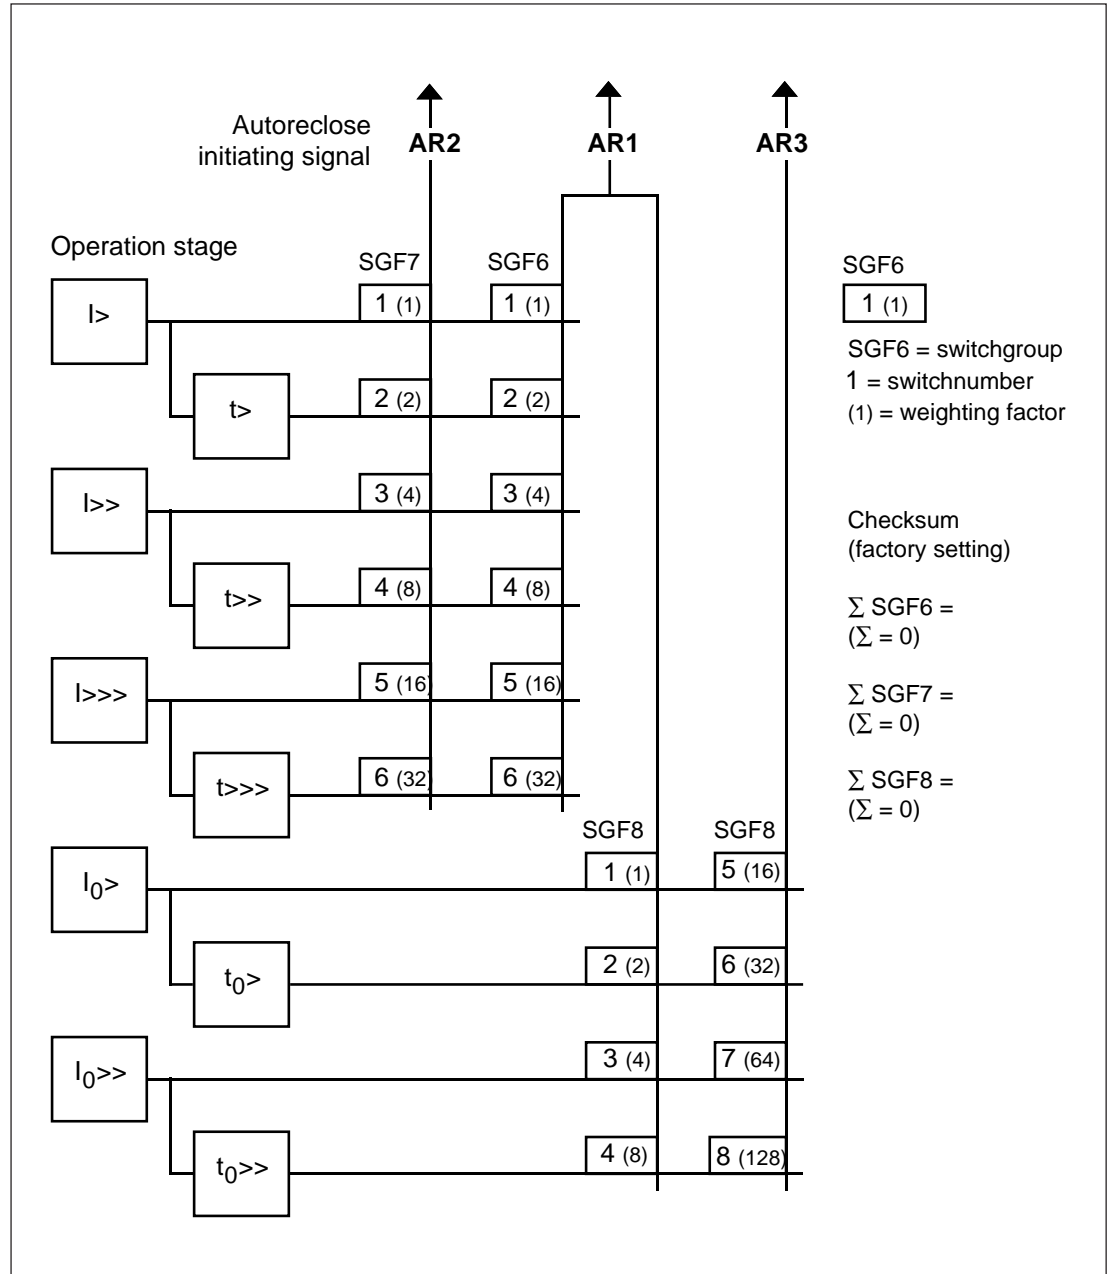 Autoreclose
initiating signal
AR2 AR1 AR3
Operation stage
SGF7 SGF6 SGF6
I> 1 (1) 1 (1) 1 (1)
SGF6 = switchgroup
1 = switchnumber
(1) = weighting factor
t> 2 (2) 2 (2)
I>> 3 (4) 3 (4)
Checksum
(factory setting)
t>> 4 (8) 4 (8)
∑ SGF6 =
(∑ = 0)
I>>> 5 (16) 5 (16)
∑ SGF7 =
(∑ = 0)
t>>> 6 (32) 6 (32)
∑ SGF8 =
(∑ = 0)
SGF8 SGF8
I0> 1 (1) 5 (16)
t0> 2 (2) 6 (32)
I0>> 3 (4) 7 (64)
t0>> 4 (8) 8 (128)